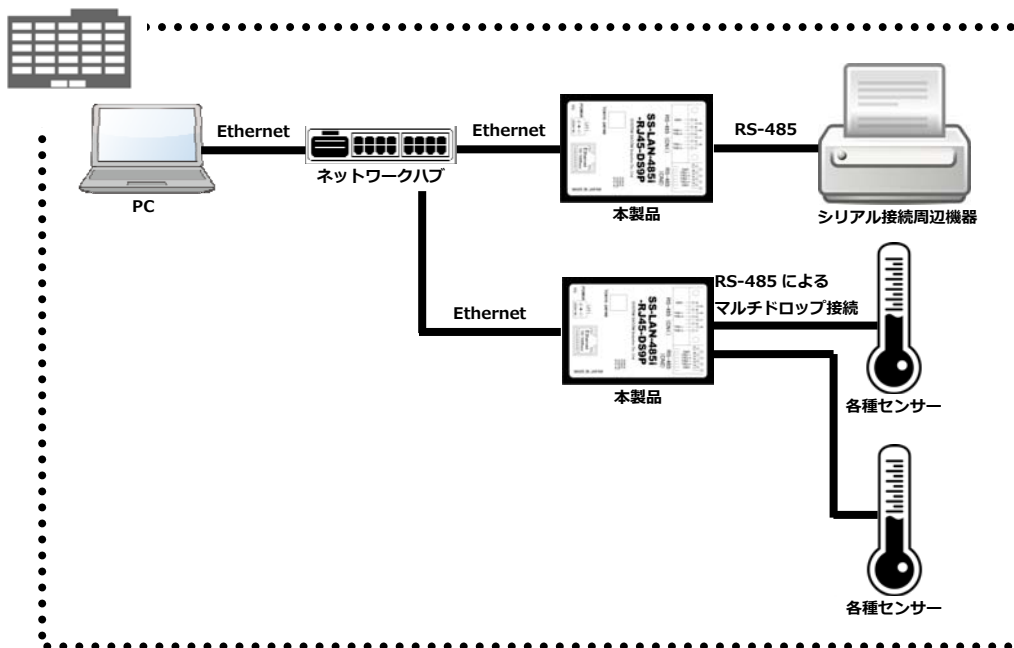 Ethernet
Ethernet
RS-485
PC
ネットワークハブ
SS-LAN-485i
-RJ45-DS9P
本製品
シリアル接続周辺機器
Ethernet
SS-LAN-485i
-RJ45-DS9P
本製品
RS-485 による
マルチドロップ接続
各種センサー
各種センサー